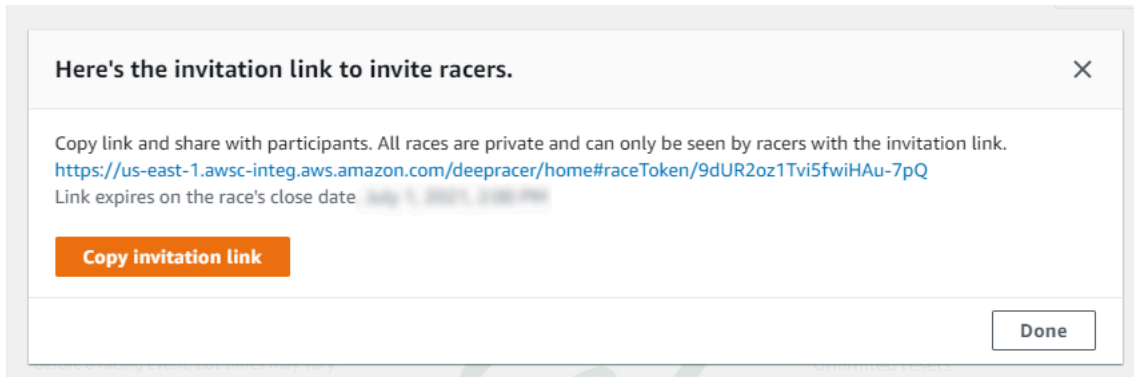 Here's the invitation link to invite racers.
Copy link and share with participants. All races are private and can only be seen by racers with the invitation link.
https://us-east-1.awsc-integ.aws.amazon.com/deepracer/home#raceToken/9dUR2oz1Tvi5fwiHAu-7pQ
Link expires on the race's close date
Copy invitation link
Done
Unlimited resets